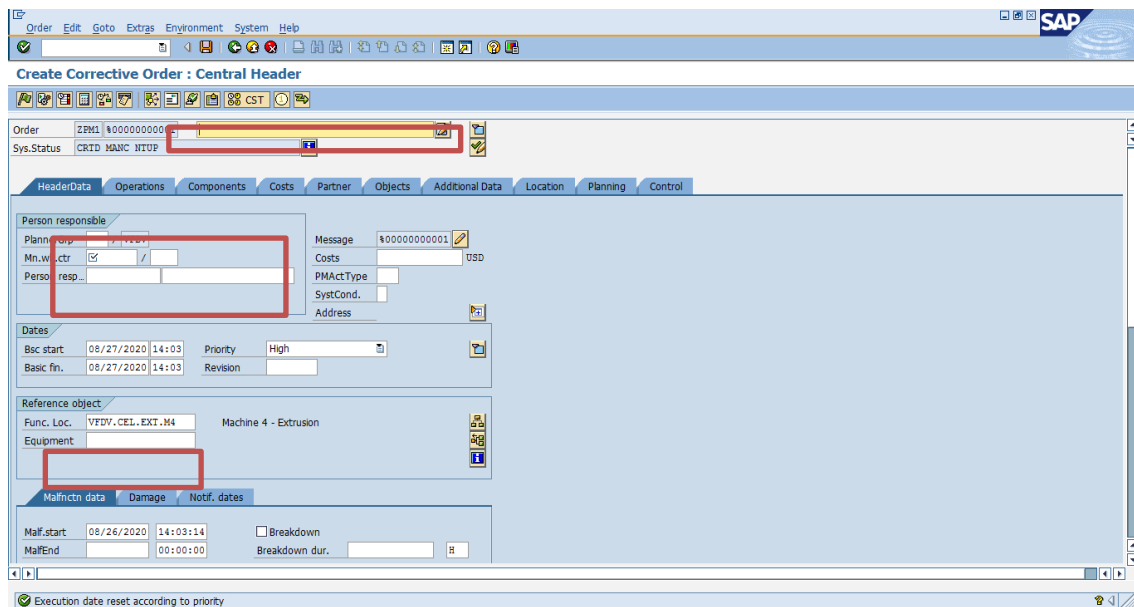 Order Edit Goto Extras Environment System Help
SAP
Create Corrective Order : Central Header
CST
Order ZPM1 %00000000001
Sys.Status CRTD MANC NTUP
HeaderData Operations Components Costs Partner Objects Additional Data Location Planning Control
Person responsible
/ Message %00000000001
Mn.wk.ctr / Costs USD
Person resp... PMActType
SystCond.
Address
Dates
Bsc start 08/27/2020 14:03 Priority High
Basic fin. 08/27/2020 14:03 Revision
Reference object
Func. Loc. VFDV.CEL.EXT.M4 Machine 4 - Extrusion
Equipment
Malfnctn data Damage Notif. dates
Malf.start 08/26/2020 14:03:14 Breakdown
MalfEnd 00:00:00 Breakdown dur. H
Execution date reset according to priority